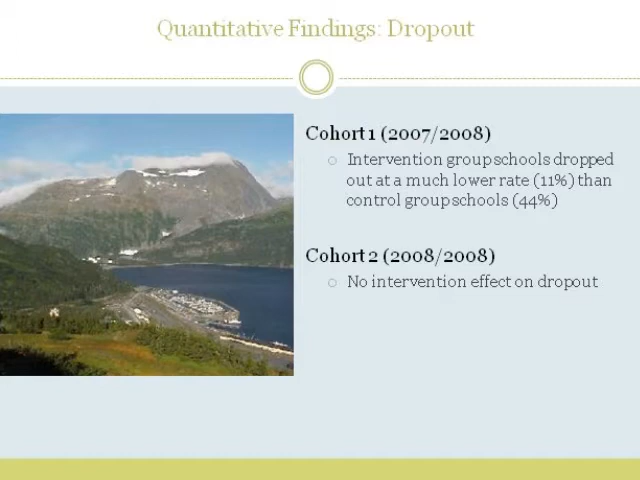 Quantitative Findings: Dropout
Cohort 1 (2007/2008)
Intervention group schools dropped
out at a much lower rate (11%) than
control group schools (44%)
Cohort 2 (2008/2008)
No intervention effect on dropout